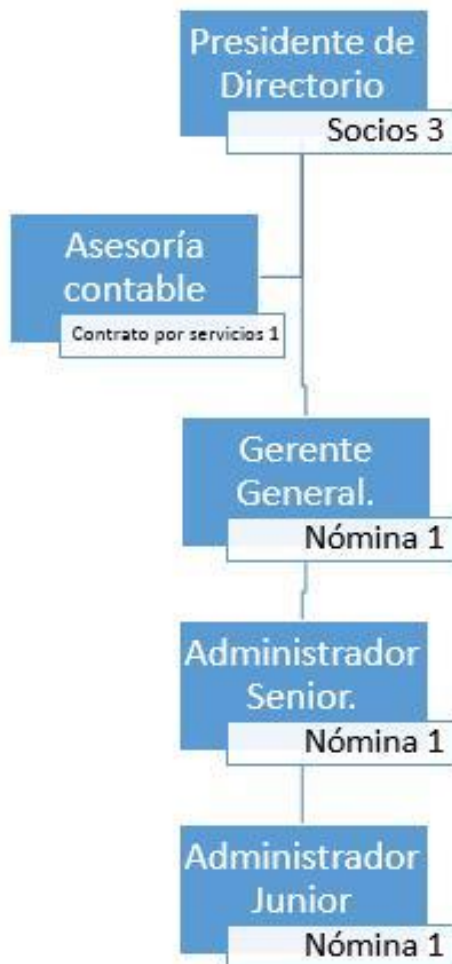 Presidente de
Directorio
Socios 3
Asesoría
contable
Contrato por servicios 1
Gerente
General.
Nómina 1
Administrador
Senior.
Nómina 1
Administrador
Junior
Nómina 1